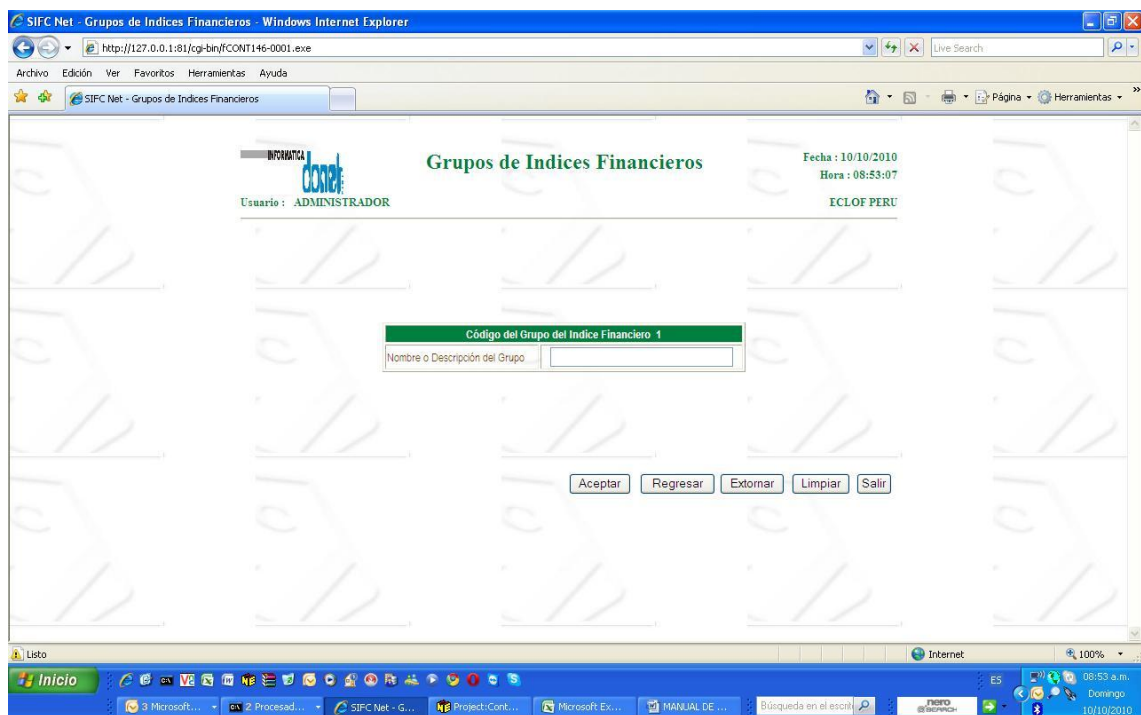 SIFC Net - Grupos de Indices Financieros - Windows Internet Explorer
http://127.0.0.1:81/cgi-bin/fCONT146-0001.exe
Live Search
Archivo Edición Ver Favoritos Herramientas Ayuda
SIFC Net - Grupos de Indices Financieros
Página Herramientas
INFORMATICA
donet
Grupos de Indices Financieros
Fecha : 10/10/2010
Hora : 08:53:07
Usuario : ADMINISTRADOR
ECLOF PERU
Código del Grupo del Indice Financiero 1
Nombre o Descripción del Grupo
Aceptar Regresar Extornar Limpiar Salir
Listo
Internet
100%
Inicio
ES
08:53 a.m.
Domingo
10/10/2010
3 Microsoft... 2 Procesad... SIFC Net - G... Project:Cont... Microsoft Ex... MANUAL DE ... Búsqueda en el escrit nero SEARCH